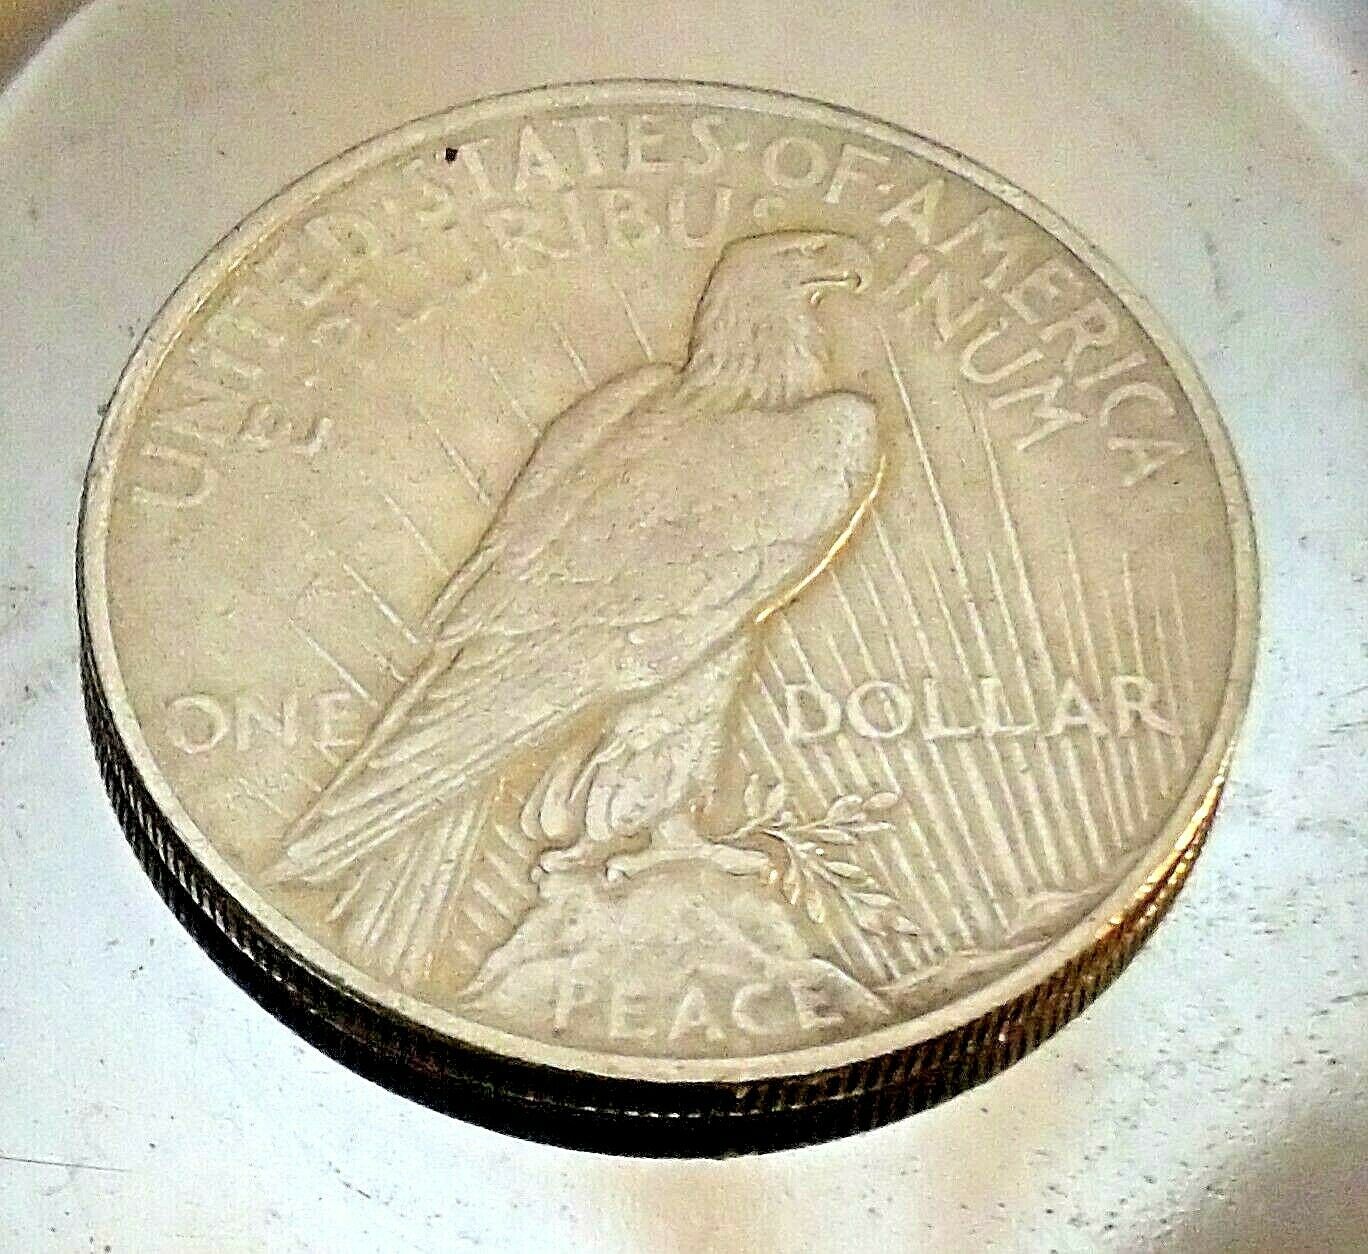 UNITED·STATES·OF·AMERICA
E · PLURIBUS UNUM
ONE DOLLAR
PEACE